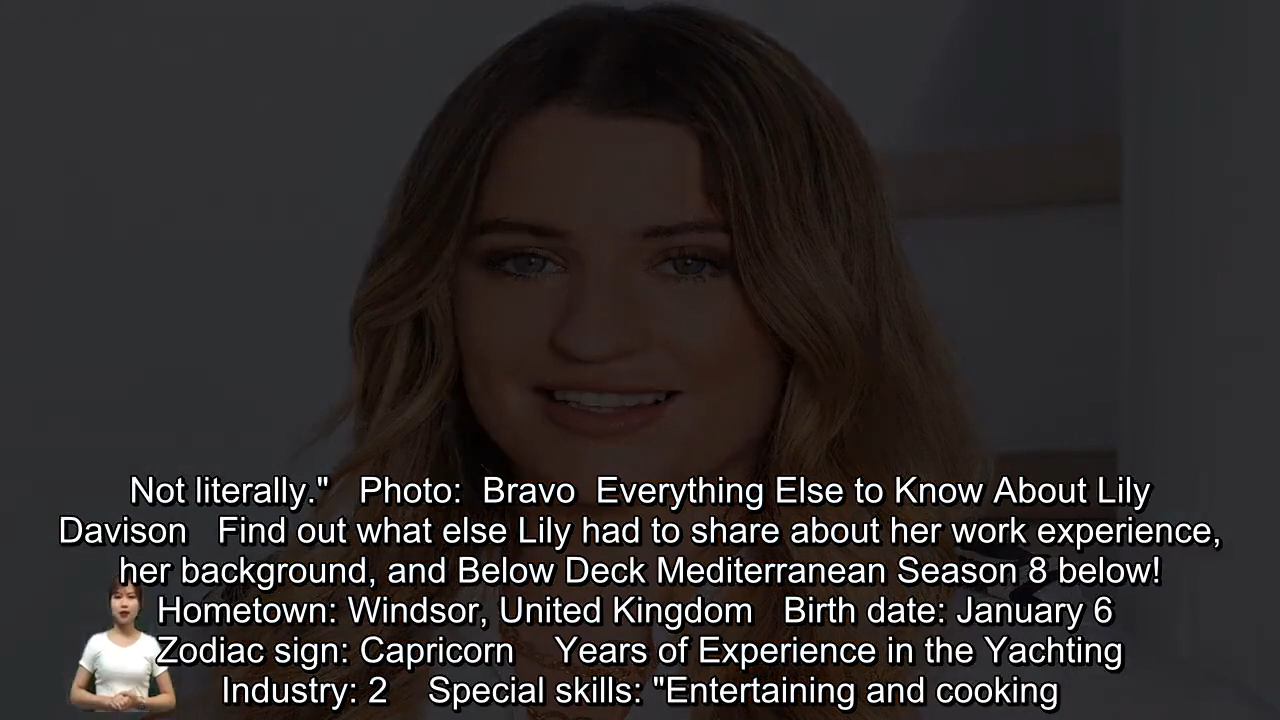 Not literally." Photo: Bravo Everything Else to Know About Lily
Davison Find out what else Lily had to share about her work experience,
her background, and Below Deck Mediterranean Season 8 below!
Hometown: Windsor, United Kingdom Birth date: January 6
Zodiac sign: Capricorn Years of Experience in the Yachting
Industry: 2 Special skills: "Entertaining and cooking